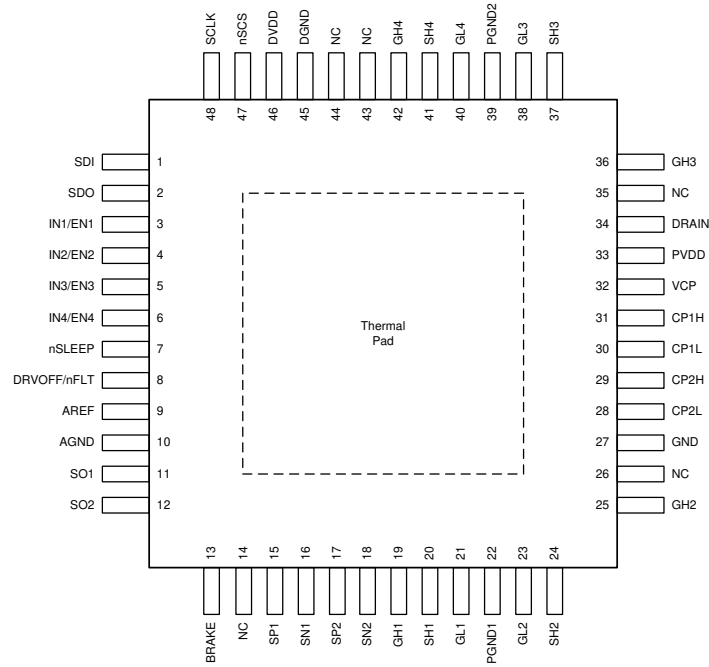 SCLK
nSCS
DVDD
DGND
NC
NC
GH4
SH4
GL4
PGND2
GL3
SH3
48
47
46
45
44
43
42
41
40
39
38
37
SDI 1
SDO 2
IN1/EN1 3
IN2/EN2 4
IN3/EN3 5
IN4/EN4 6
nSLEEP 7
DRVOFF/nFLT 8
AREF 9
AGND 10
SO1 11
SO2 12
Thermal
Pad
36 GH3
35 NC
34 DRAIN
33 PVDD
32 VCP
31 CP1H
30 CP1L
29 CP2H
28 CP2L
27 GND
26 NC
25 GH2
13
14
15
16
17
18
19
20
21
22
23
24
BRAKE
NC
SP1
SN1
SP2
SN2
GH1
SH1
GL1
PGND1
GL2
SH2